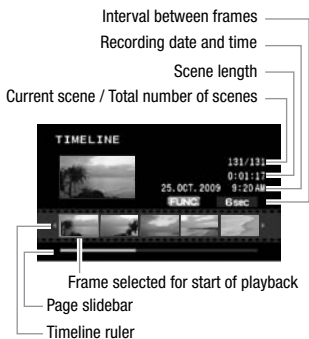 Interval between frames
Recording date and time
Scene length
Current scene / Total number of scenes
TIMELINE
131/131
0:01:17
25.OCT.2009 9:20AM
FUNC. 6sec
Frame selected for start of playback
Page slidebar
Timeline ruler